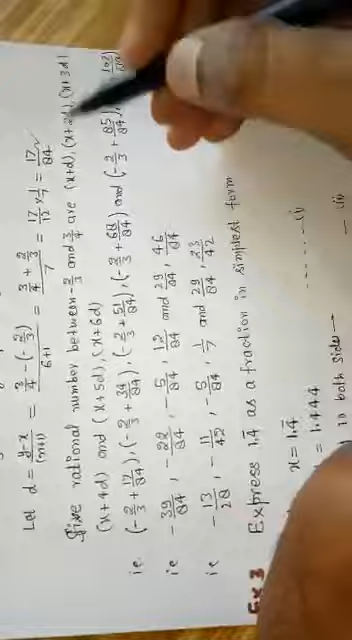 Let d = (y-x)/(n+1) = (3/4 - (-2/3))/(6+1) = (3/4 + 2/3)/7 = 17/12 × 1/7 = 17/84
rational number between -2/3 and 3/4 are (x+d), (x+2d), (x+3d)
(x+4d) and (x+5d), (x+6d)
i.e (-2/3 + 17/84), (-2/3 + 34/84), (-2/3 + 51/84), (-2/3 + 68/84) and (-2/3 + 85/84),
ie -39/84, -22/84, -5/84, 12/84 and 29/84, 46/84
ie -13/28, -11/42, -5/84, 1/7 and 29/84, 23/42
Ex 3 Express 1.4̅ as a fraction in simplest form
x = 1.4̅
= 1.444 ...... (i)
10 both sides → (ii)